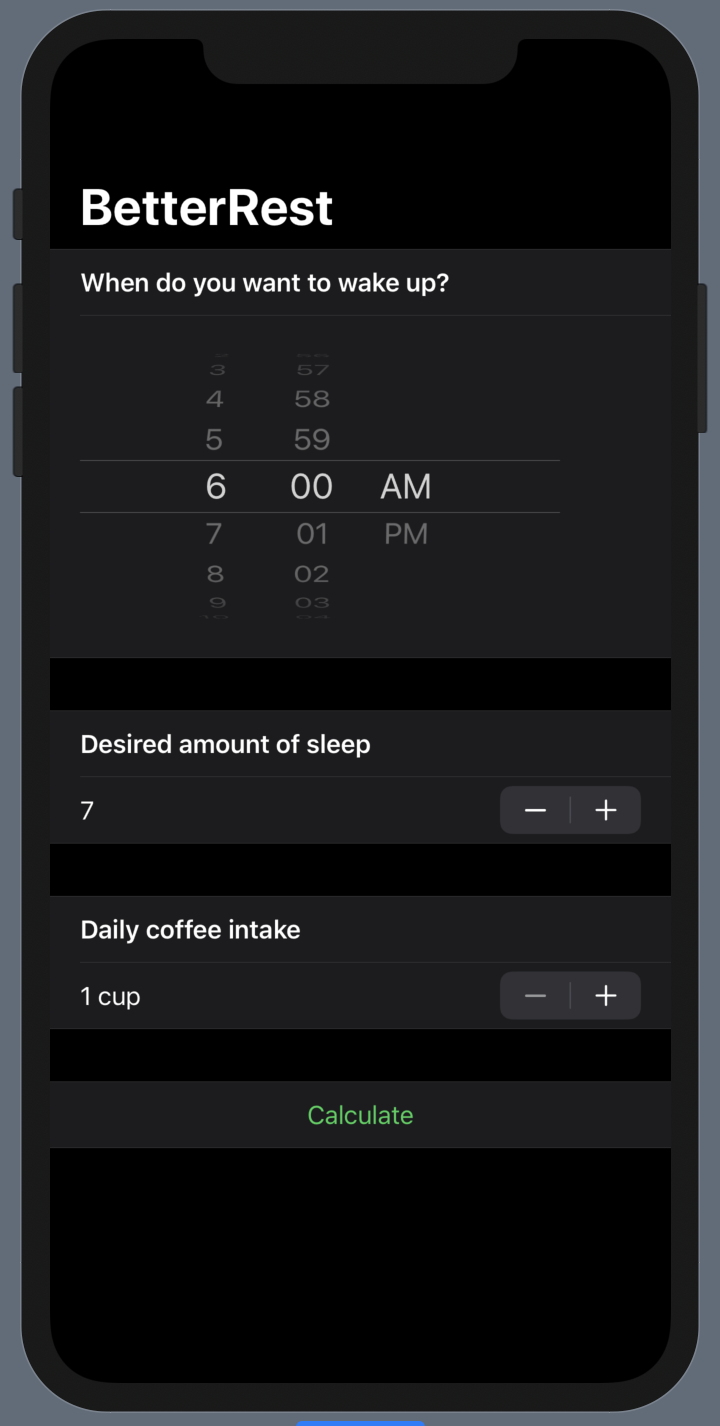 BetterRest
When do you want to wake up?
3 57
4 58
5 59
6 00 AM
7 01 PM
8 02
9 03
Desired amount of sleep
7
Daily coffee intake
1 cup
Calculate